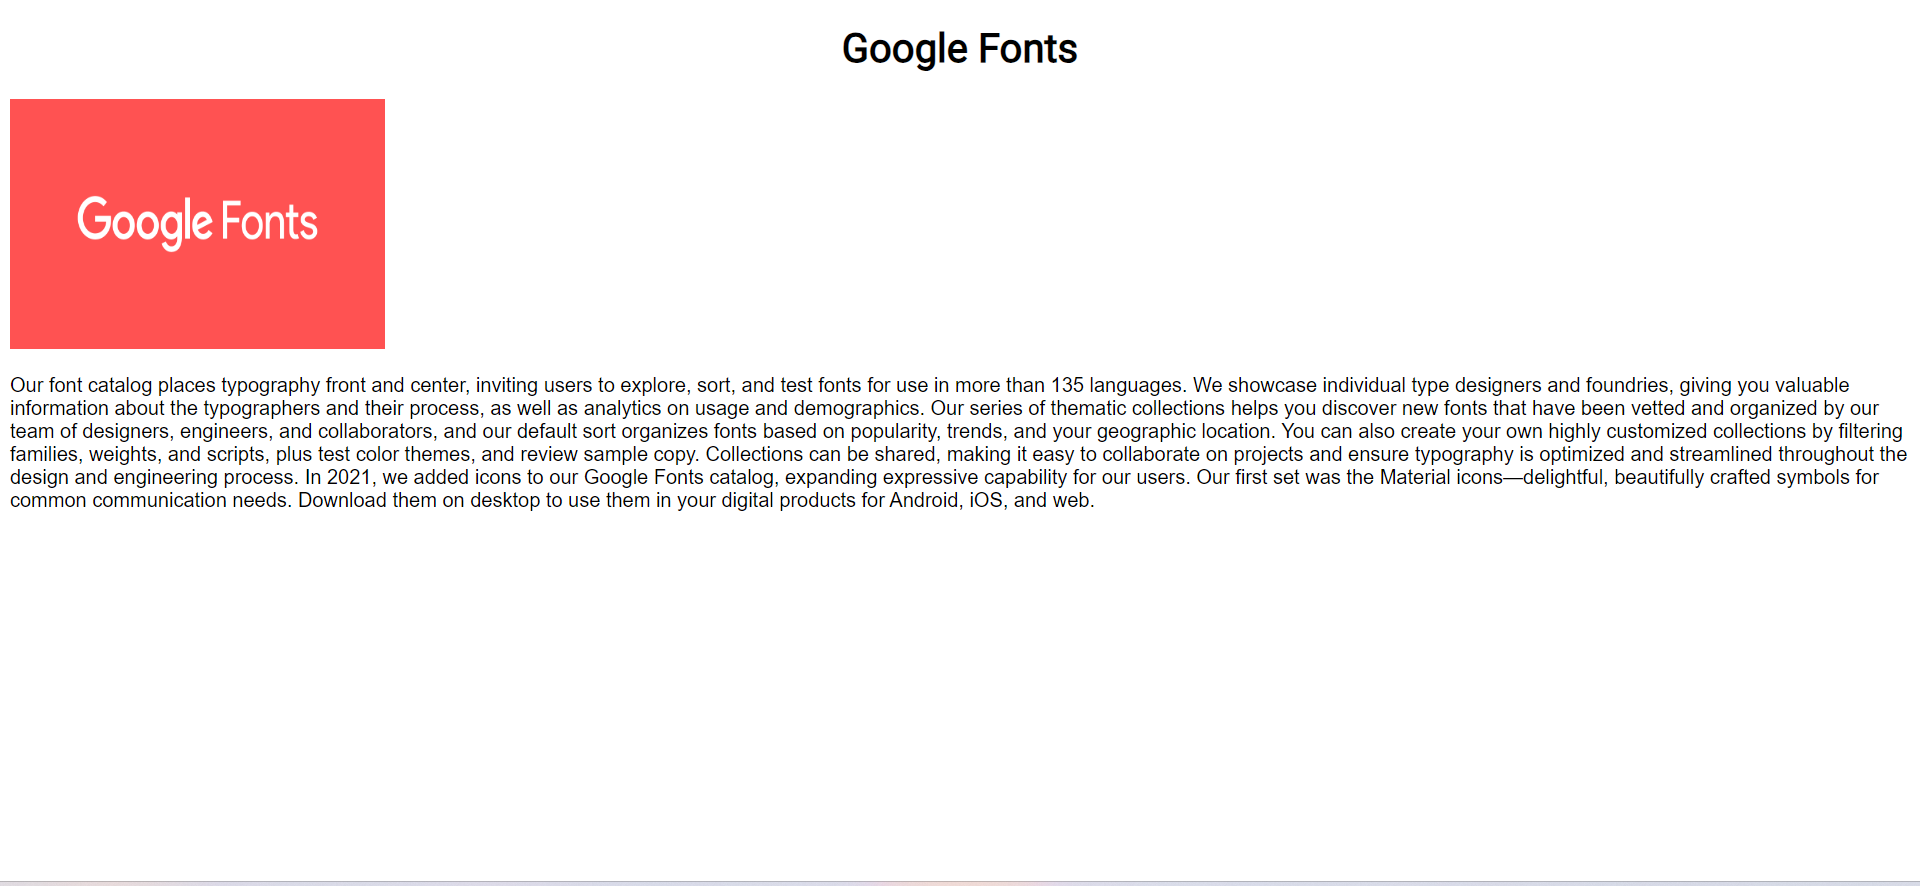 Google Fonts
Google Fonts
Our font catalog places typography front and center, inviting users to explore, sort, and test fonts for use in more than 135 languages. We showcase individual type designers and foundries, giving you valuable
information about the typographers and their process, as well as analytics on usage and demographics. Our series of thematic collections helps you discover new fonts that have been vetted and organized by our
team of designers, engineers, and collaborators, and our default sort organizes fonts based on popularity, trends, and your geographic location. You can also create your own highly customized collections by filtering
families, weights, and scripts, plus test color themes, and review sample copy. Collections can be shared, making it easy to collaborate on projects and ensure typography is optimized and streamlined throughout the
design and engineering process. In 2021, we added icons to our Google Fonts catalog, expanding expressive capability for our users. Our first set was the Material icons—delightful, beautifully crafted symbols for
common communication needs. Download them on desktop to use them in your digital products for Android, iOS, and web.